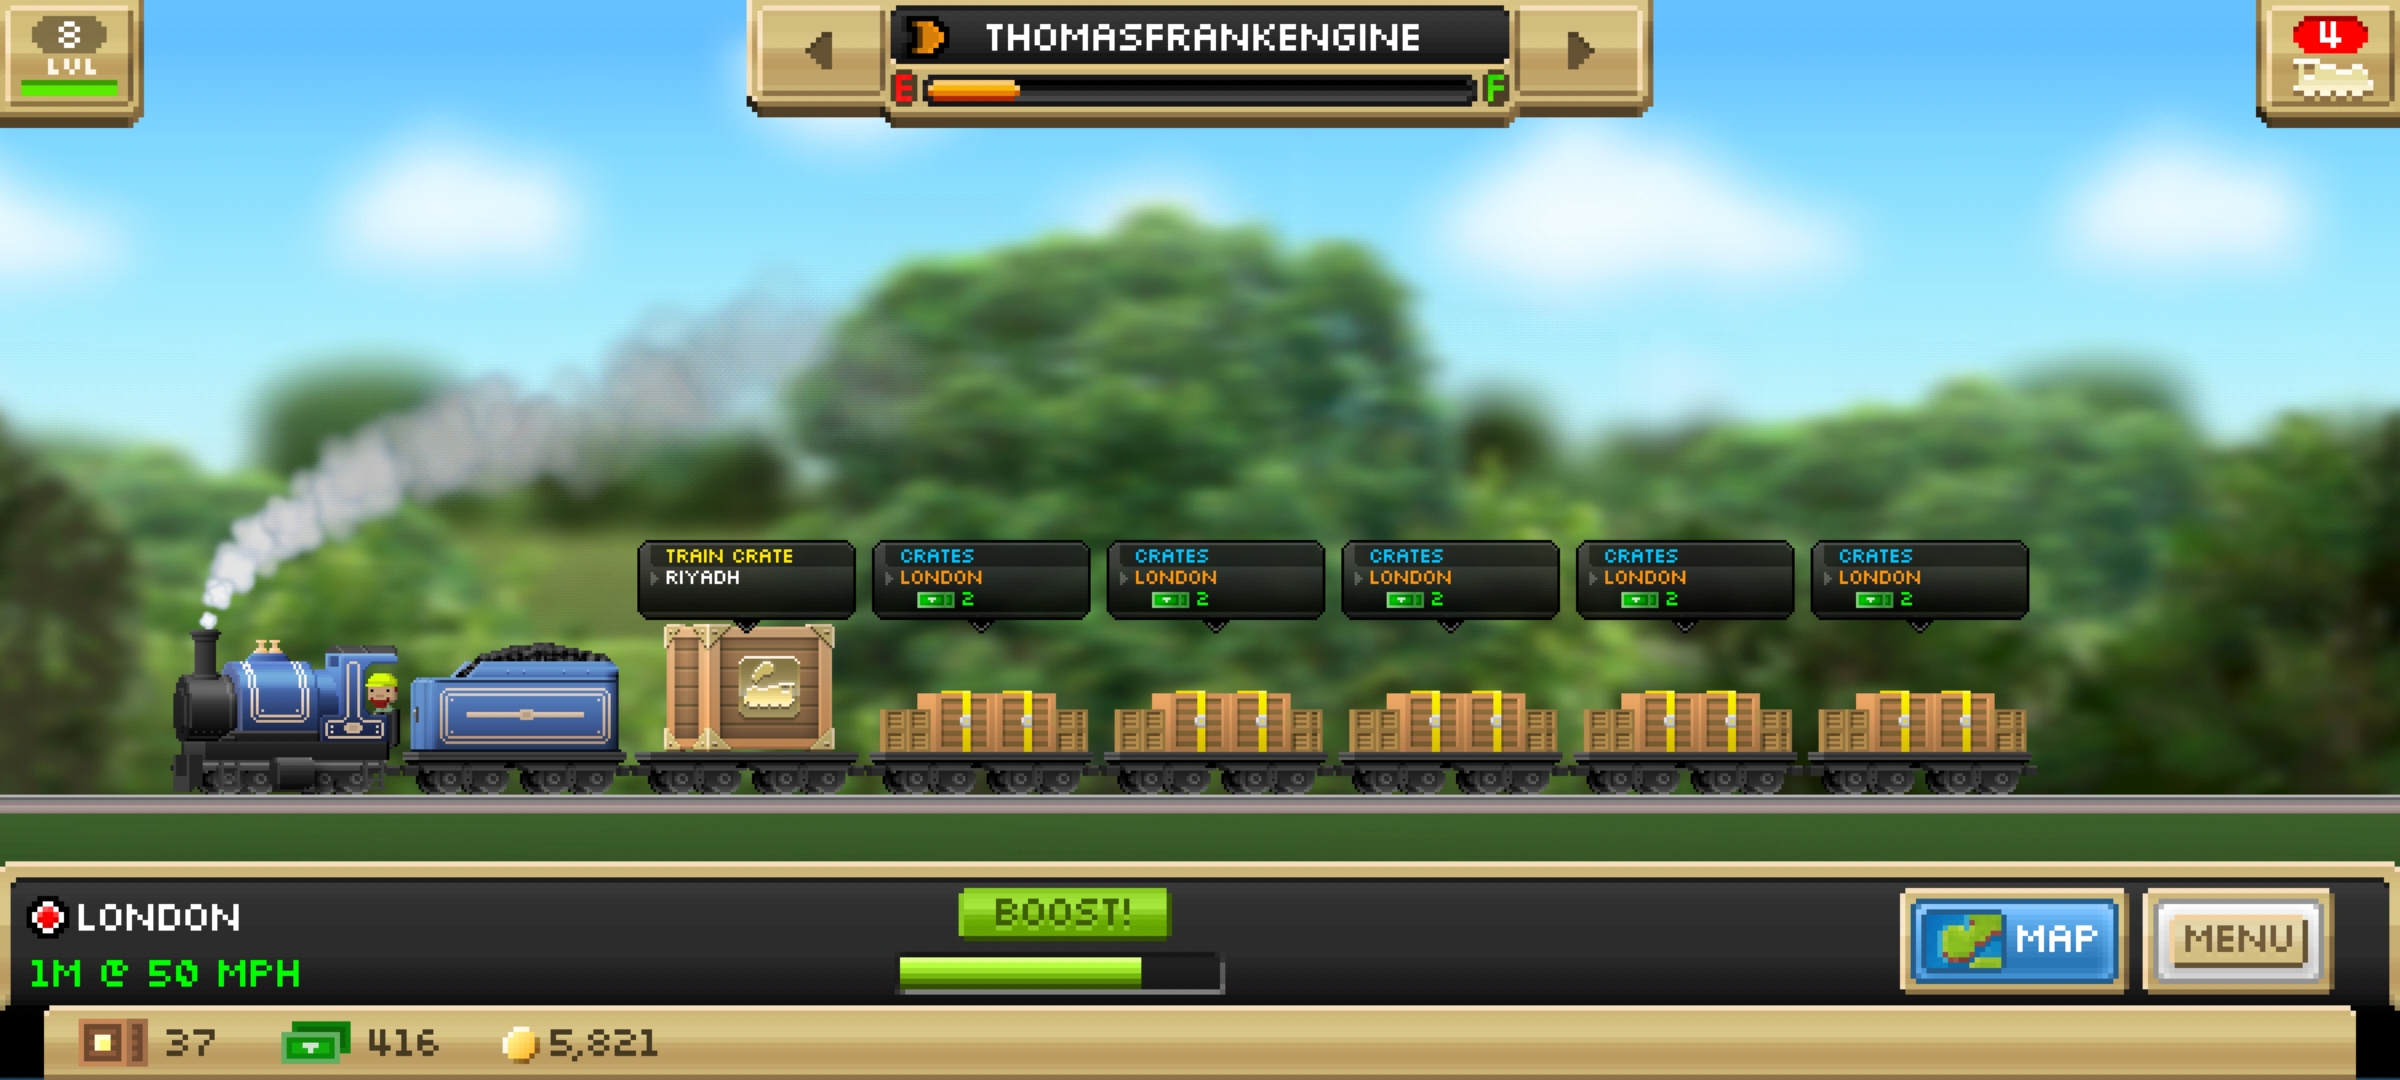 8
LVL
THOMASFRANKENGINE
E F
4
TRAIN CRATE
RIYADH
CRATES
LONDON
2
CRATES
LONDON
2
CRATES
LONDON
2
CRATES
LONDON
2
CRATES
LONDON
2
LONDON
1M @ 50 MPH
BOOST!
MAP
MENU
37
416
5,821